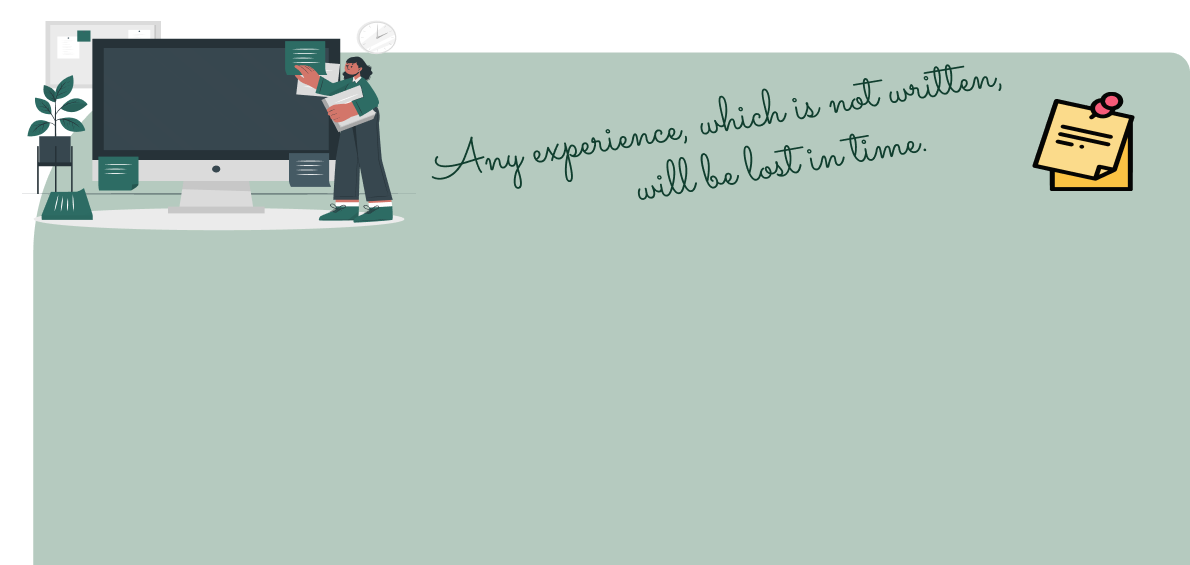 Any experience, which is not written,
will be lost in time.